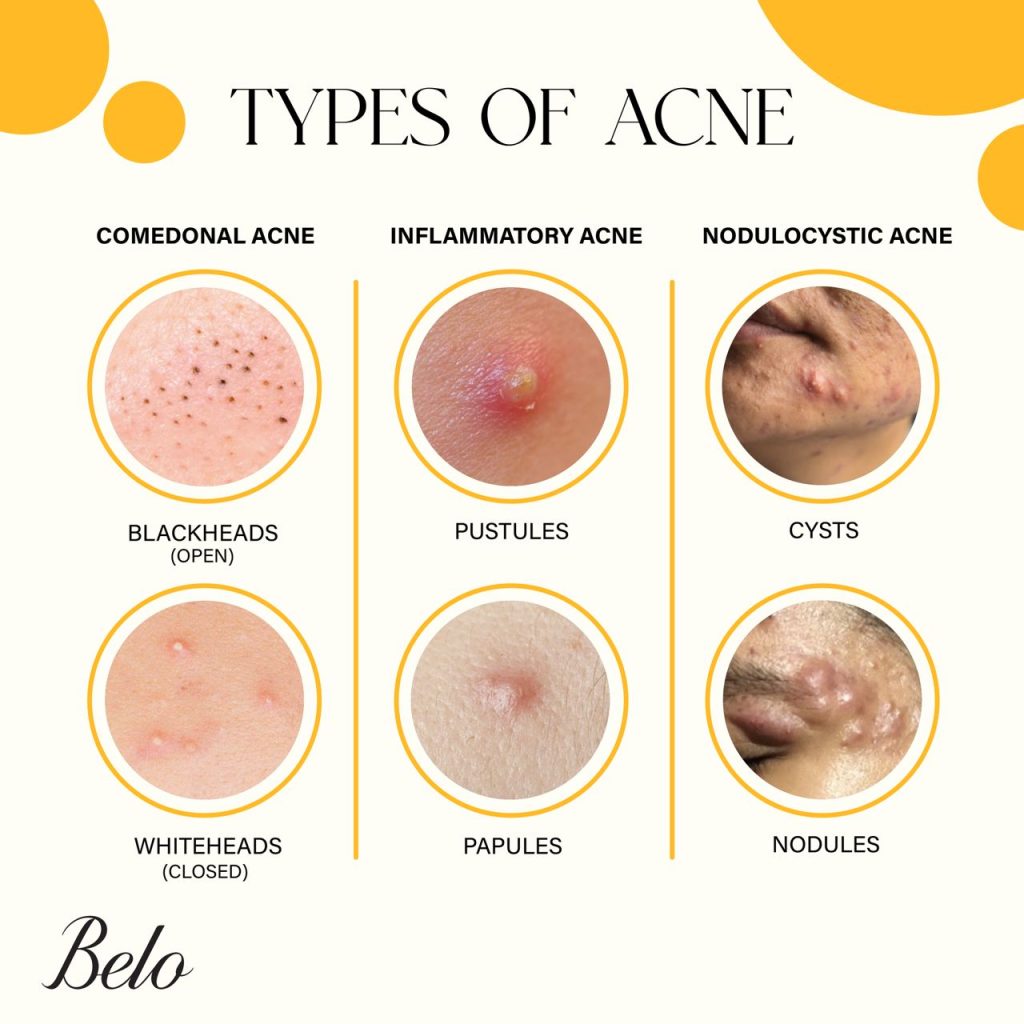 TYPES OF ACNE
COMEDONAL ACNE
BLACKHEADS
(OPEN)
WHITEHEADS
(CLOSED)
INFLAMMATORY ACNE
PUSTULES
PAPULES
NODULOCYSTIC ACNE
CYSTS
NODULES
Belo